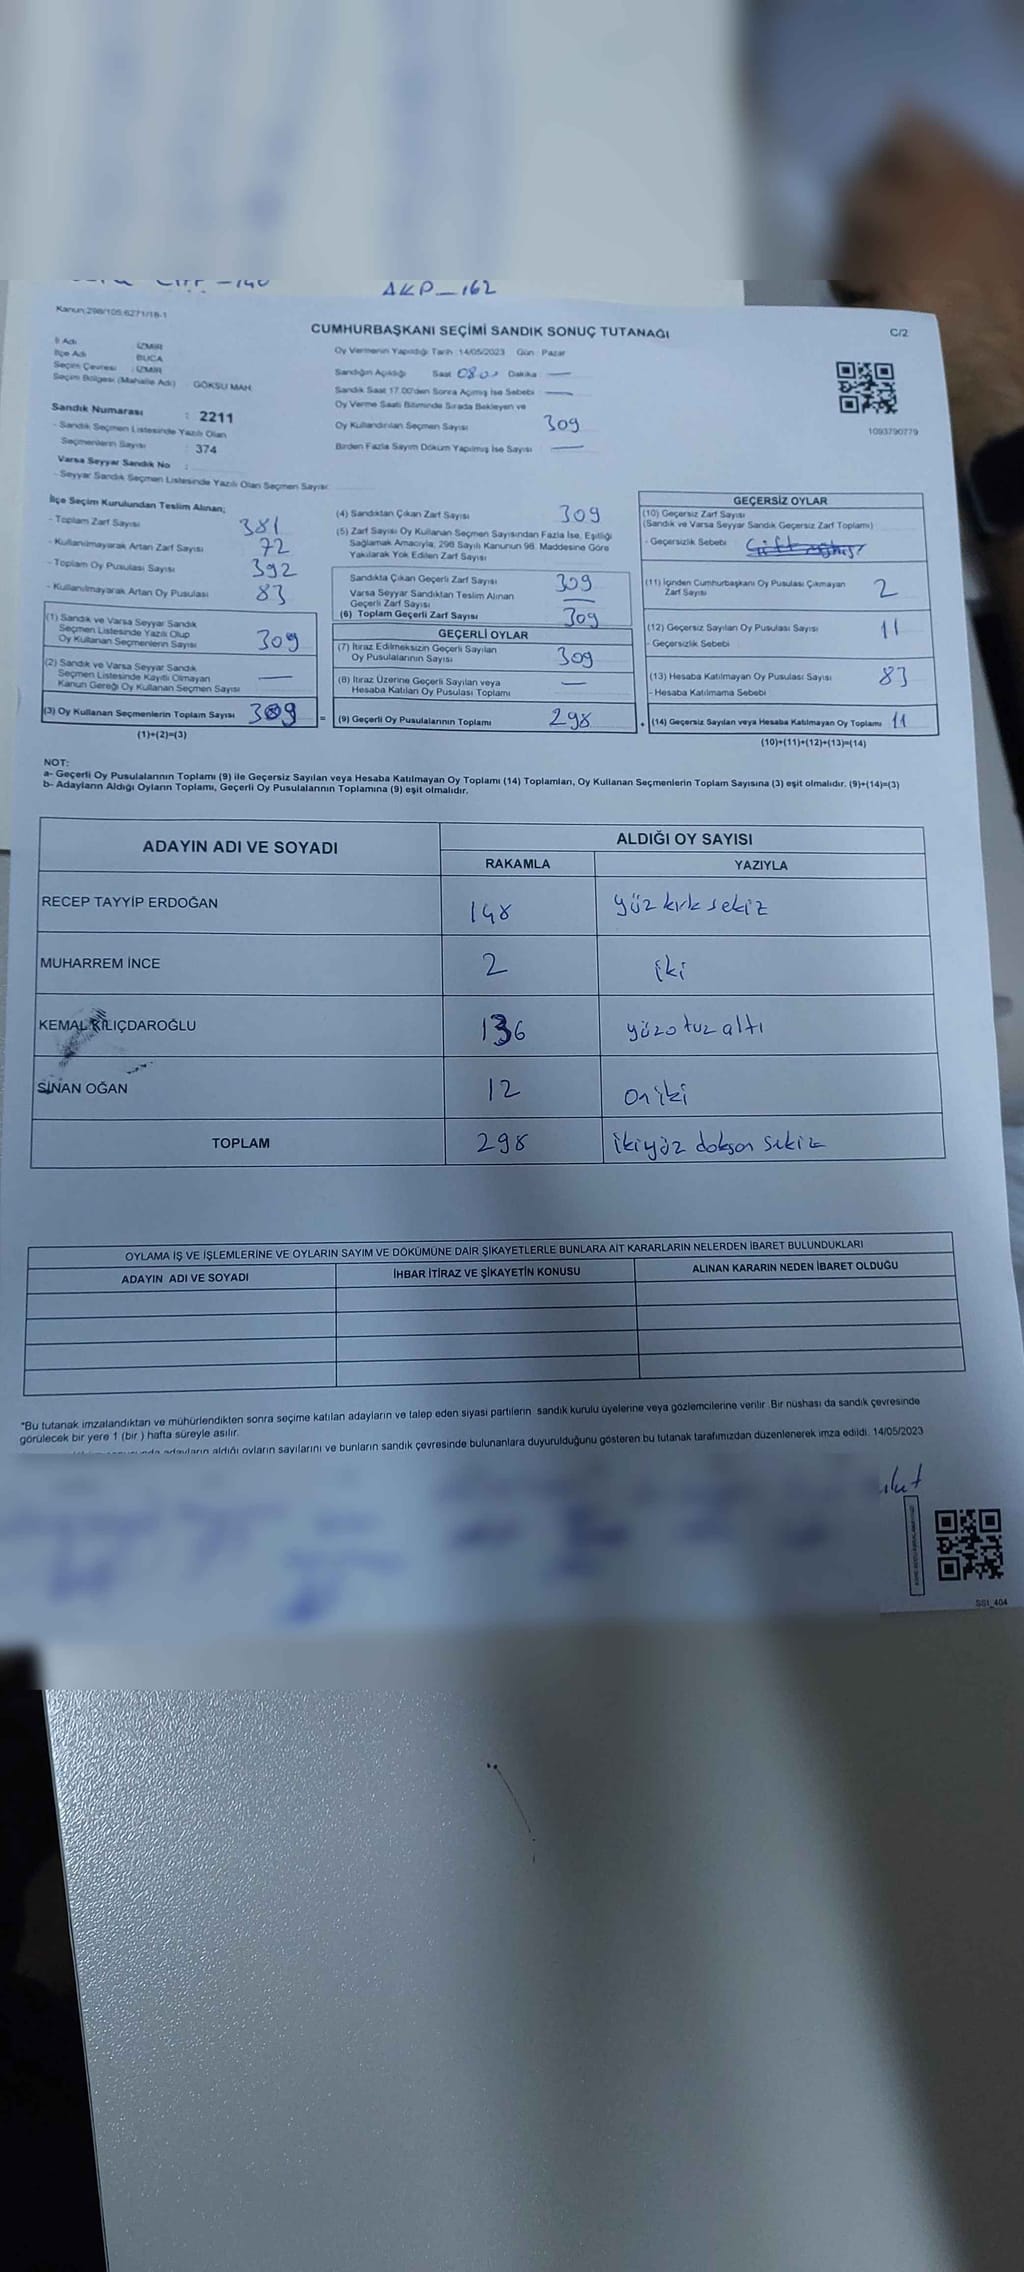 AKP_162
Kanun:298/105:6271/18-1
CUMHURBAŞKANI SEÇİMİ SANDIK SONUÇ TUTANAĞI
C/2
İl Adı : İZMİR
İlçe Adı : BUCA
Seçim Çevresi : İZMİR
Seçim Bölgesi (Mahalle Adı) : GÖKSU MAH.
Sandık Numarası : 2211
- Sandık Seçmen Listesinde Yazılı Olan
Seçmenlerin Sayısı : 374
Varsa Seyyar Sandık No :
- Seyyar Sandık Seçmen Listesinde Yazılı Olan Seçmen Sayısı:
Oy Vermenin Yapıldığı Tarih :14/05/2023 Gün : Pazar
Sandığın Açıldığı Saat 08.00 Dakika —
Sandık Saat 17.00'den Sonra Açılmış İse Sebebi —
Oy Verme Saati Bitiminde Sırada Bekleyen ve
Oy Kullandırılan Seçmen Sayısı 309
Birden Fazla Sayım Döküm Yapılmış İse Sayısı —
1093790779
İlçe Seçim Kurulundan Teslim Alınan;
- Toplam Zarf Sayısı 381
- Kullanılmayarak Artan Zarf Sayısı 72
- Toplam Oy Pusulası Sayısı 392
- Kullanılmayarak Artan Oy Pusulası 83
(1) Sandık ve Varsa Seyyar Sandık
Seçmen Listesinde Yazılı Olup
Oy Kullanan Seçmenlerin Sayısı 309
(2) Sandık ve Varsa Seyyar Sandık
Seçmen Listesinde Kayıtlı Olmayan
Kanun Gereği Oy Kullanan Seçmen Sayısı —
(3) Oy Kullanan Seçmenlerin Toplam Sayısı 309 =
(1)+(2)=(3)
(4) Sandıktan Çıkan Zarf Sayısı 309
(5) Zarf Sayısı Oy Kullanan Seçmen Sayısından Fazla İse, Eşitliği
Sağlamak Amacıyla, 298 Sayılı Kanunun 98. Maddesine Göre
Yakılarak Yok Edilen Zarf Sayısı
Sandıkta Çıkan Geçerli Zarf Sayısı 309
Varsa Seyyar Sandıktan Teslim Alınan
Geçerli Zarf Sayısı —
(6) Toplam Geçerli Zarf Sayısı 309
GEÇERLİ OYLAR
(7) İtiraz Edilmeksizin Geçerli Sayılan
Oy Pusulalarının Sayısı 309
(8) İtiraz Üzerine Geçerli Sayılan veya
Hesaba Katılan Oy Pusulası Toplamı —
(9) Geçerli Oy Pusulalarının Toplamı 298 +
GEÇERSİZ OYLAR
(10) Geçersiz Zarf Sayısı
(Sandık ve Varsa Seyyar Sandık Geçersiz Zarf Toplamı)
- Geçersizlik Sebebi
(11) İçinden Cumhurbaşkanı Oy Pusulası Çıkmayan
Zarf Sayısı 2
(12) Geçersiz Sayılan Oy Pusulası Sayısı 11
- Geçersizlik Sebebi
(13) Hesaba Katılmayan Oy Pusulası Sayısı 83
- Hesaba Katılmama Sebebi
(14) Geçersiz Sayılan veya Hesaba Katılmayan Oy Toplamı 11
(10)+(11)+(12)+(13)=(14)
NOT:
a- Geçerli Oy Pusulalarının Toplamı (9) ile Geçersiz Sayılan veya Hesaba Katılmayan Oy Toplamı (14) Toplamları, Oy Kullanan Seçmenlerin Toplam Sayısına (3) eşit olmalıdır. (9)+(14)=(3)
b- Adayların Aldığı Oyların Toplamı, Geçerli Oy Pusulalarının Toplamına (9) eşit olmalıdır.
ADAYIN ADI VE SOYADI
ALDIĞI OY SAYISI
RAKAMLA YAZIYLA
RECEP TAYYİP ERDOĞAN 148 yüz kırk sekiz
MUHARREM İNCE 2 iki
KEMAL KILIÇDAROĞLU 136 yüzotuz altı
SİNAN OĞAN 12 on iki
TOPLAM 298 ikiyüz doksan sekiz
OYLAMA İŞ VE İŞLEMLERİNE VE OYLARIN SAYIM VE DÖKÜMÜNE DAİR ŞİKAYETLERLE BUNLARA AİT KARARLARIN NELERDEN İBARET BULUNDUKLARI
ADAYIN ADI VE SOYADI İHBAR İTİRAZ VE ŞİKAYETİN KONUSU ALINAN KARARIN NEDEN İBARET OLDUĞU
*Bu tutanak imzalandıktan ve mühürlendikten sonra seçime katılan adayların ve talep eden siyasi partilerin sandık kurulu üyelerine veya gözlemcilerine verilir. Bir nüshası da sandık çevresinde
görülecek bir yere 1 (bir ) hafta süreyle asılır.
adayların aldığı oyların sayılarını ve bunların sandık çevresinde bulunanlara duyurulduğunu gösteren bu tutanak tarafımızdan düzenlenerek imza edildi. 14/05/2023
SSI_404